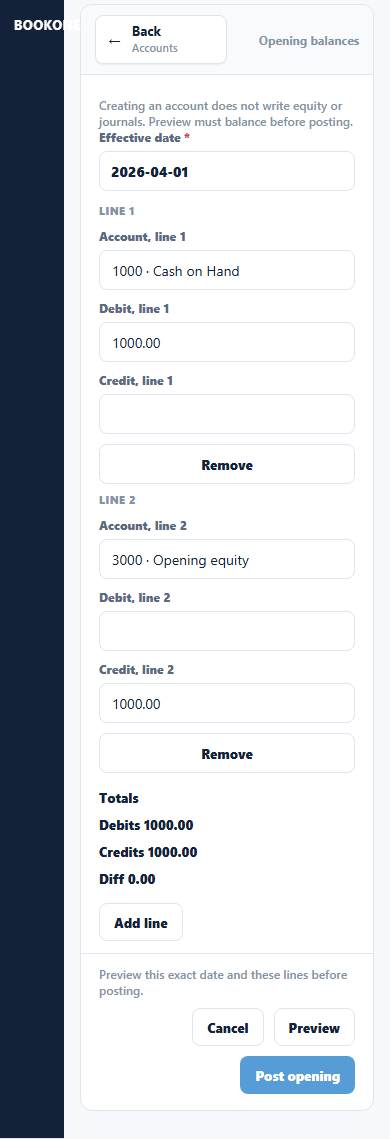 BOOKONE
← Back
Accounts
Opening balances
Creating an account does not write equity or
journals. Preview must balance before posting.
Effective date *
2026-04-01
LINE 1
Account, line 1
1000 · Cash on Hand
Debit, line 1
1000.00
Credit, line 1
Remove
LINE 2
Account, line 2
3000 · Opening equity
Debit, line 2
Credit, line 2
1000.00
Remove
Totals
Debits 1000.00
Credits 1000.00
Diff 0.00
Add line
Preview this exact date and these lines before
posting.
Cancel
Preview
Post opening